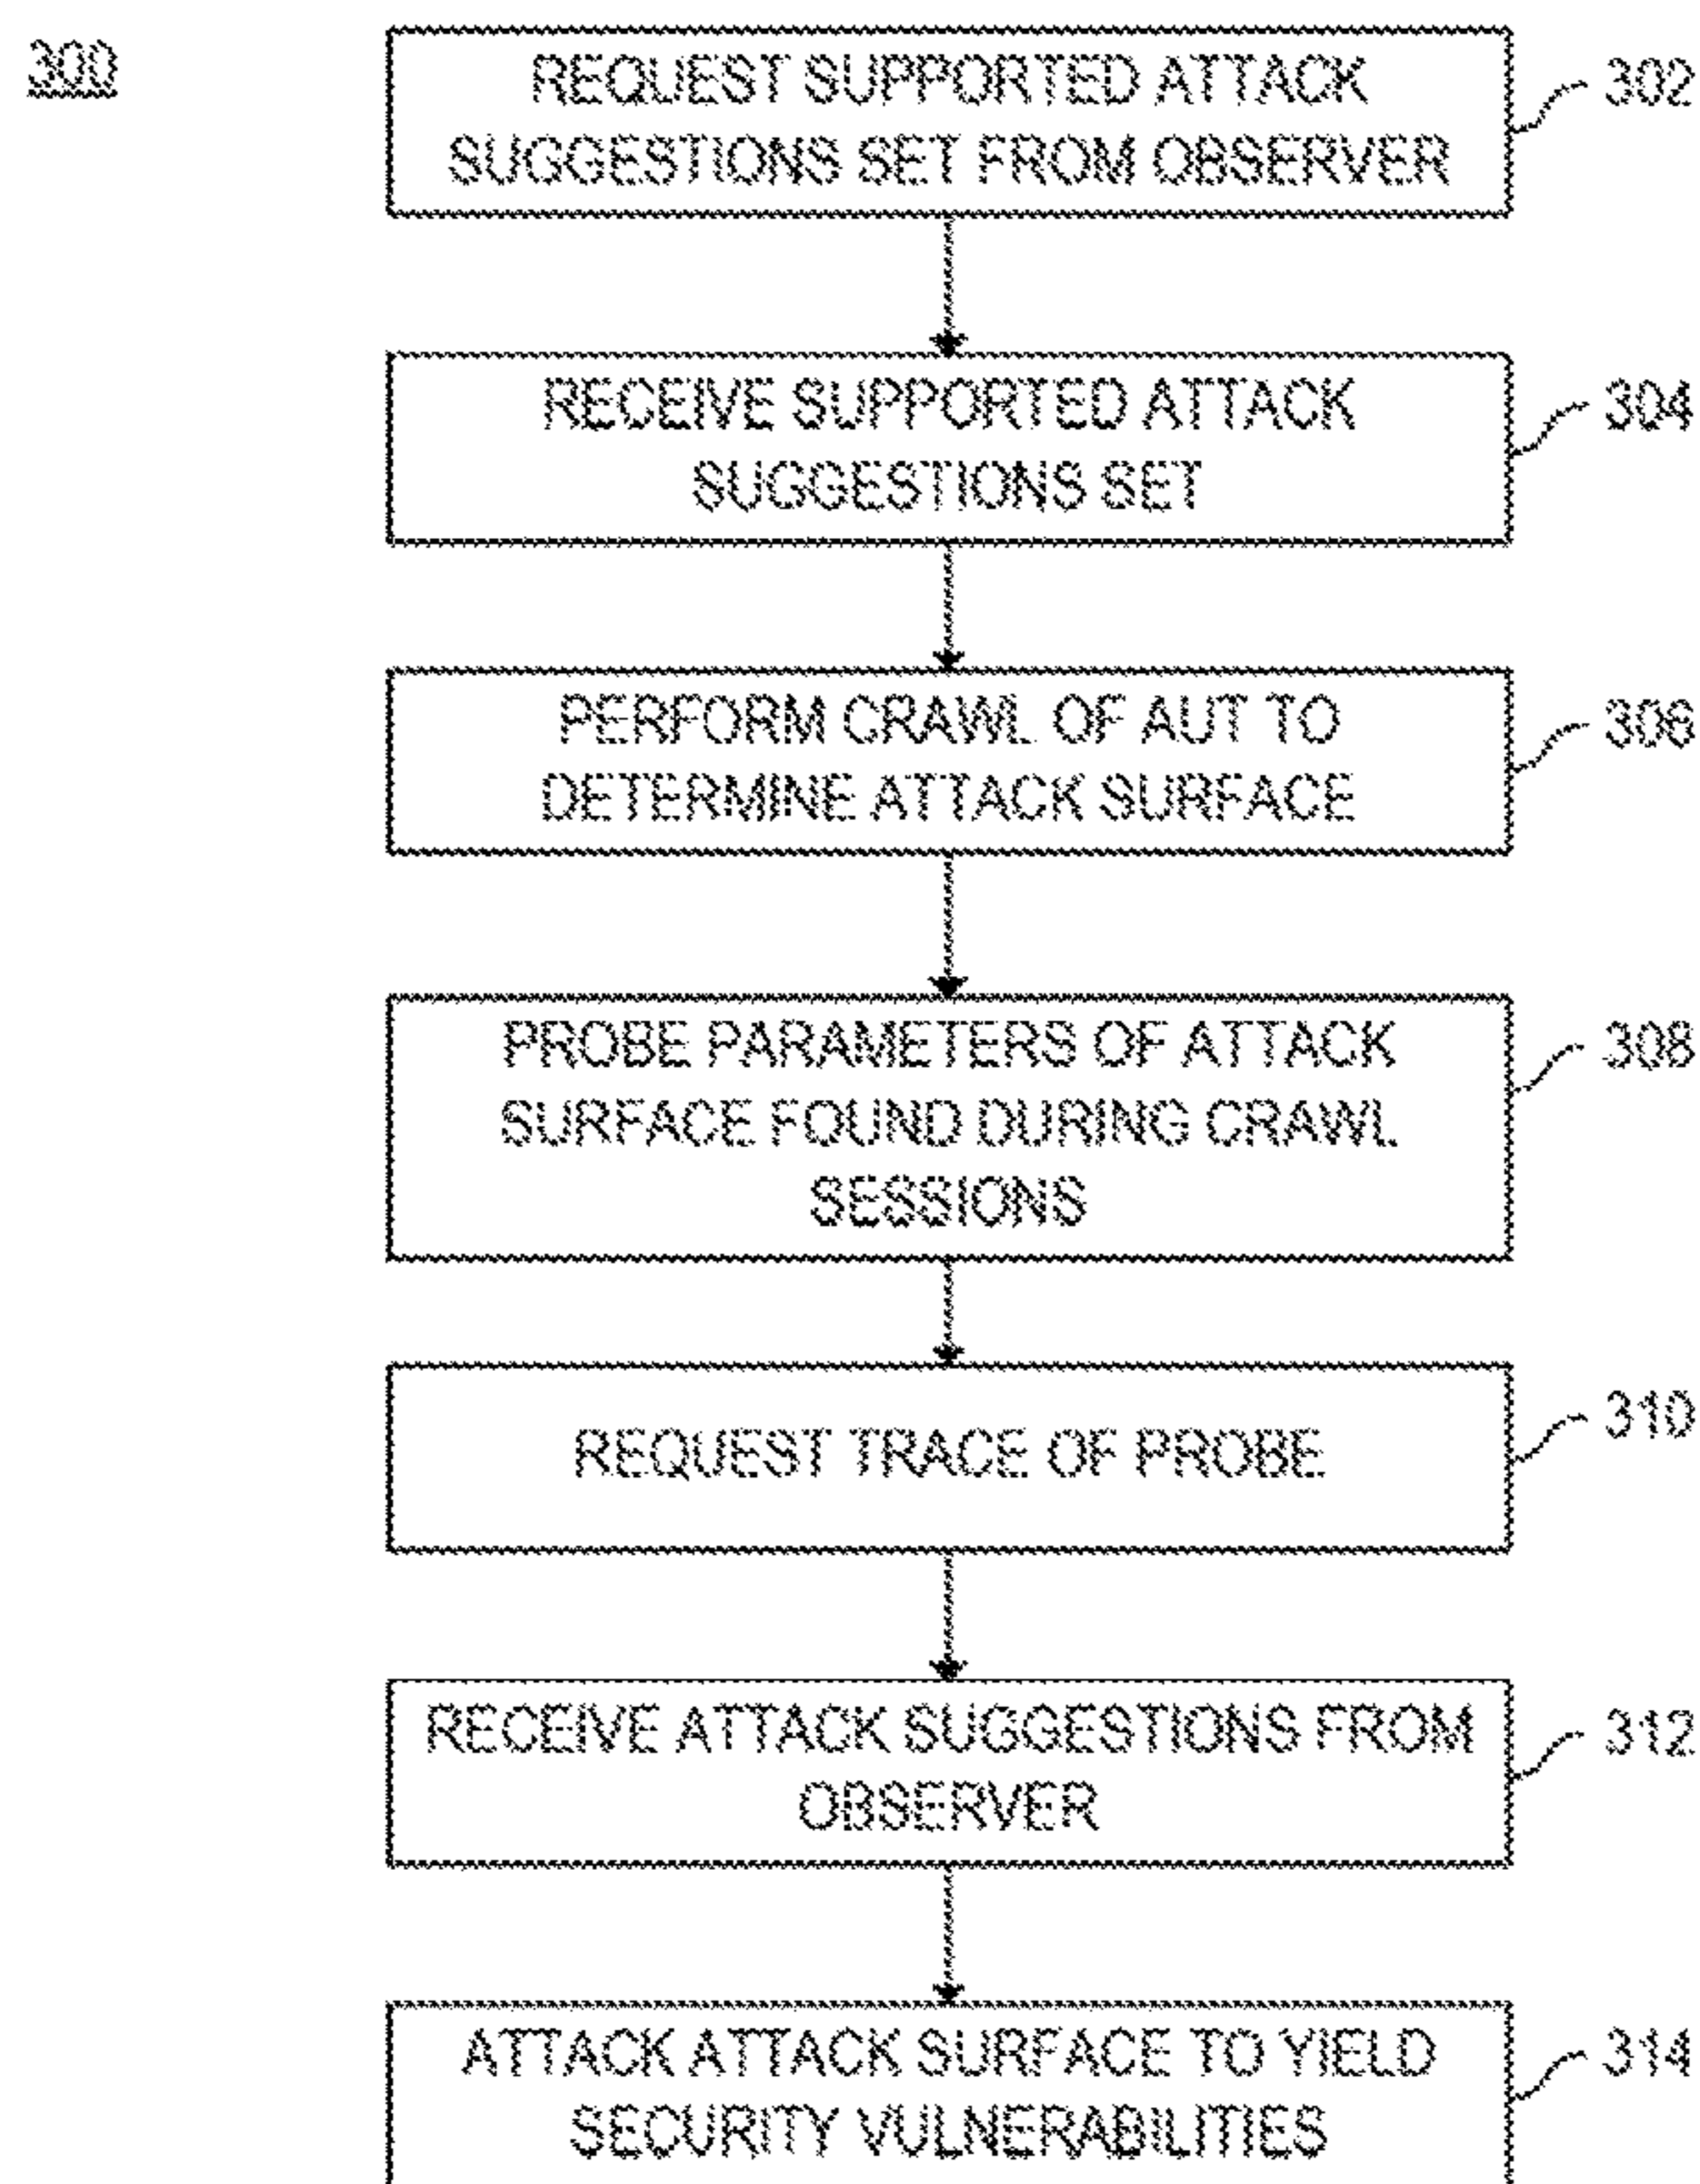 300
REQUEST SUPPORTED ATTACK
SUGGESTIONS SET FROM OBSERVER
302
RECEIVE SUPPORTED ATTACK
SUGGESTIONS SET
304
PERFORM CRAWL OF AUT TO
DETERMINE ATTACK SURFACE
306
PROBE PARAMETERS OF ATTACK
SURFACE FOUND DURING CRAWL
SESSIONS
308
REQUEST TRACE OF PROBE
310
RECEIVE ATTACK SUGGESTIONS FROM
OBSERVER
312
ATTACK ATTACK SURFACE TO YIELD
SECURITY VULNERABILITIES
314